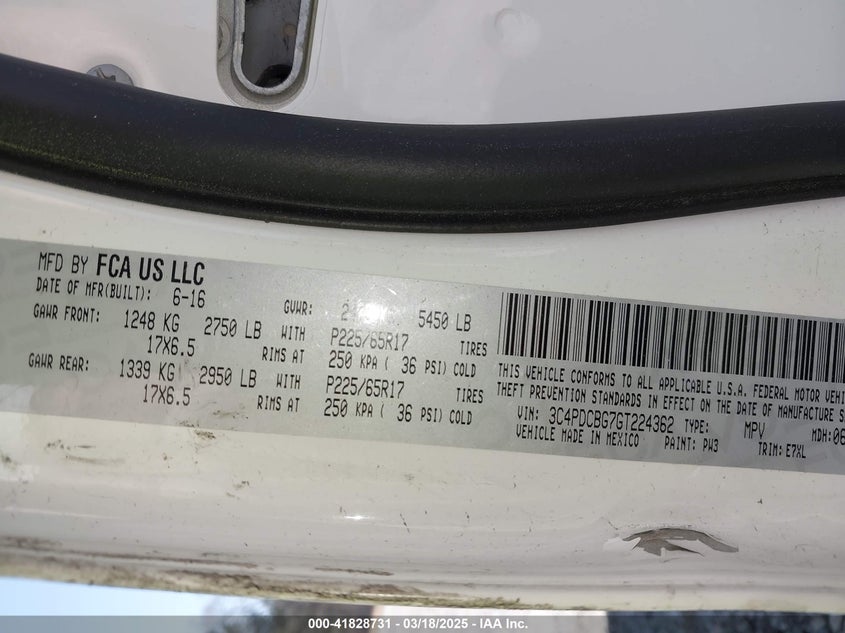 MFD BY FCA US LLC
DATE OF MFR(BUILT): 6-16 GVWR: 5450 LB
GAWR FRONT: 1248 KG 2750 LB WITH P225/65R17 TIRES
17X6.5 RIMS AT 250 KPA ( 36 PSI) COLD
GAWR REAR: 1339 KG 2950 LB WITH P225/65R17 TIRES
17X6.5 RIMS AT 250 KPA ( 36 PSI) COLD
THIS VEHICLE CONFORMS TO ALL APPLICABLE U.S.A. FEDERAL MOTOR
THEFT PREVENTION STANDARDS IN EFFECT ON THE DATE OF MANUFACTURE
VIN: 3C4PDCBG7GT224362 TYPE: MPV MDH:
VEHICLE MADE IN MEXICO PAINT: PW3 TRIM: E7XL
000-41828731 — 03/18/2025 — IAA Inc.